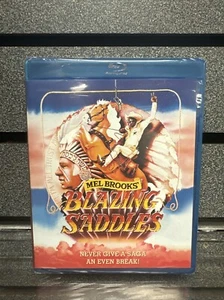 MEL BROOKS'
BLAZING
SADDLES
NEVER GIVE A SAGA
AN EVEN BREAK!